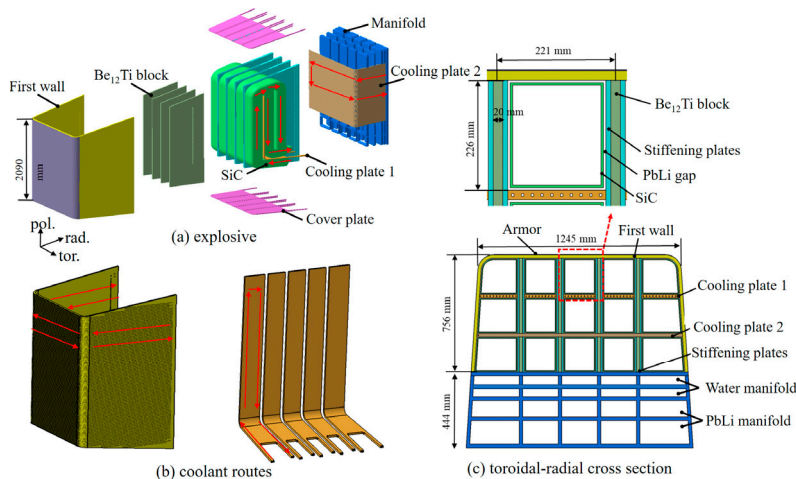 First wall
Be12Ti block
Manifold
Cooling plate 2
2090
mm
SiC
Cooling plate 1
Cover plate
pol.
rad.
tor.
(a) explosive
(b) coolant routes
221 mm
Be12Ti block
20 mm
226 mm
Stiffening plates
PbLi gap
SiC
Armor
1245 mm
First wall
Cooling plate 1
756 mm
Cooling plate 2
Stiffening plates
Water manifold
444 mm
PbLi manifold
(c) toroidal-radial cross section